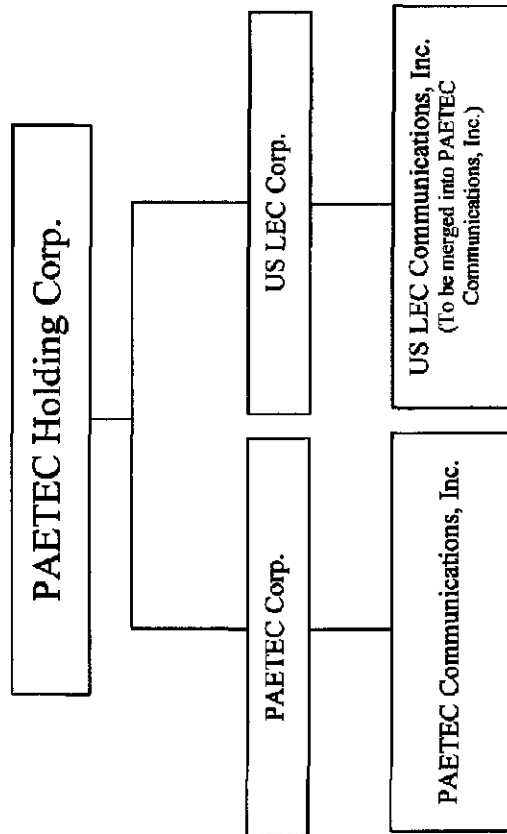 PAETEC Holding Corp.
PAETEC Corp.
US LEC Corp.
PAETEC Communications, Inc.
US LEC Communications, Inc.
(To be merged into PAETEC
Communications, Inc.)